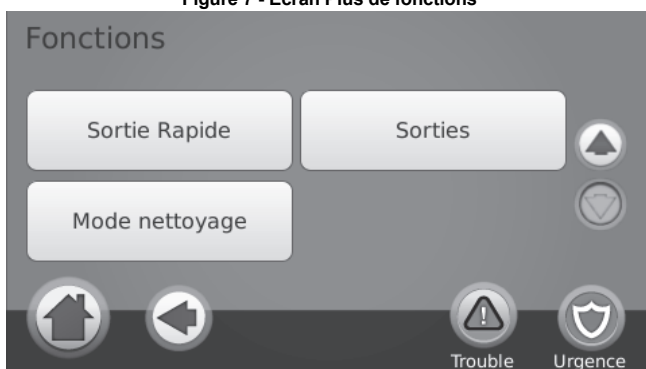 Figure 7 - Écran Plus de fonctions
Fonctions
Sortie Rapide
Sorties
Mode nettoyage
Trouble
Urgence